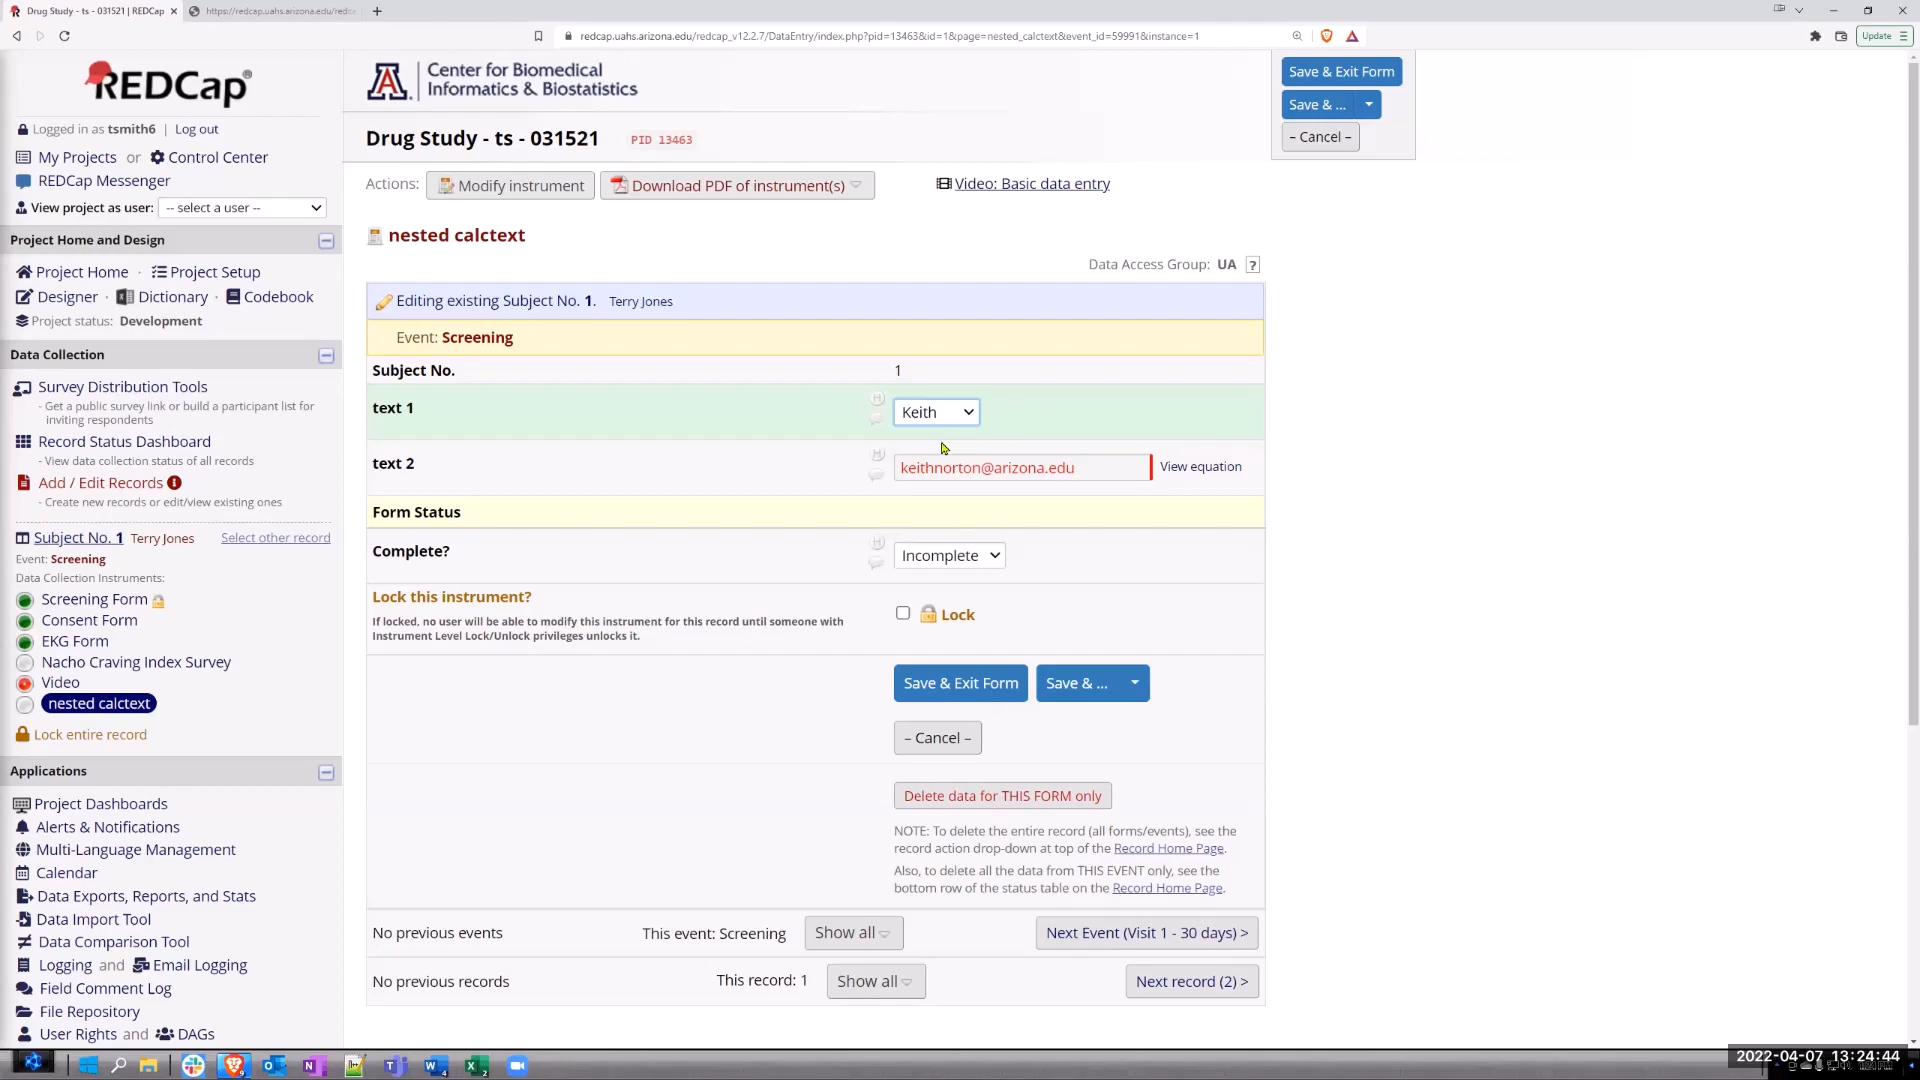 Drug Study - ts - 031521 | REDCap
https://redcap.uahs.arizona.edu/redc
redcap.uahs.arizona.edu/redcap_v12.2.7/DataEntry/index.php?pid=13463&id=1&page=nested_calctext&event_id=59991&instance=1
Update
REDCap
Logged in as tsmith6 | Log out
My Projects or Control Center
REDCap Messenger
View project as user: -- select a user --
Project Home and Design
Project Home · Project Setup
Designer · Dictionary · Codebook
Project status: Development
Data Collection
Survey Distribution Tools
- Get a public survey link or build a participant list for
inviting respondents
Record Status Dashboard
- View data collection status of all records
Add / Edit Records
- Create new records or edit/view existing ones
Subject No. 1 Terry Jones Select other record
Event: Screening
Data Collection Instruments:
Screening Form
Consent Form
EKG Form
Nacho Craving Index Survey
Video
nested calctext
Lock entire record
Applications
Project Dashboards
Alerts & Notifications
Multi-Language Management
Calendar
Data Exports, Reports, and Stats
Data Import Tool
Data Comparison Tool
Logging and Email Logging
Field Comment Log
File Repository
User Rights and DAGs
A. Center for Biomedical
Informatics & Biostatistics
Drug Study - ts - 031521 PID 13463
Actions: Modify instrument Download PDF of instrument(s) Video: Basic data entry
nested calctext
Data Access Group: UA ?
Editing existing Subject No. 1. Terry Jones
Event: Screening
Subject No. 1
text 1 H Keith
text 2 H keithnorton@arizona.edu View equation
Form Status
Complete? H Incomplete
Lock this instrument?
If locked, no user will be able to modify this instrument for this record until someone with
Instrument Level Lock/Unlock privileges unlocks it.
Lock
Save & Exit Form Save & ...
– Cancel –
Delete data for THIS FORM only
NOTE: To delete the entire record (all forms/events), see the
record action drop-down at top of the Record Home Page.
Also, to delete all the data from THIS EVENT only, see the
bottom row of the status table on the Record Home Page.
No previous events This event: Screening Show all Next Event (Visit 1 - 30 days) >
No previous records This record: 1 Show all Next record (2) >
Save & Exit Form
Save & ...
– Cancel –
2022-04-07 13:24:44